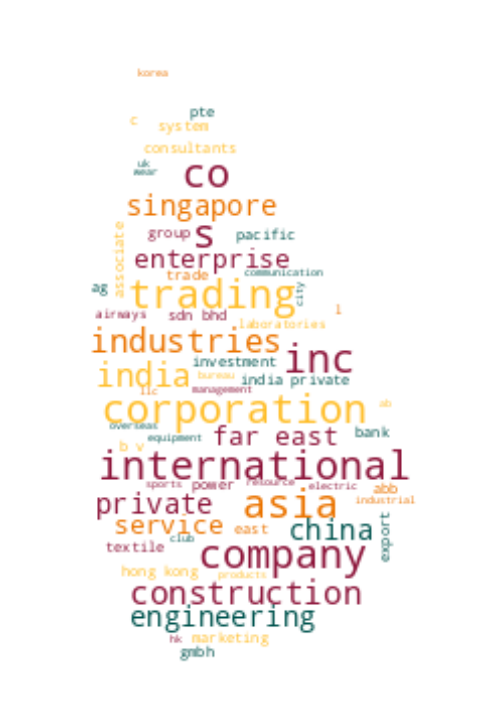 korea
pte
c
system
consultants
uk
wear
co
singapore
associate
group s pacific
enterprise
trade communication
ag trading city
airways sdn bhd l
laboratories
industries
investment inc
india bureau india private
llc management
corporation ab
overseas
equipment far east bank
b v
international
sports power resource electric abb
private asia industrial
service east china export
club
textile company
hong kong products
construction
engineering
hk marketing
gmbh